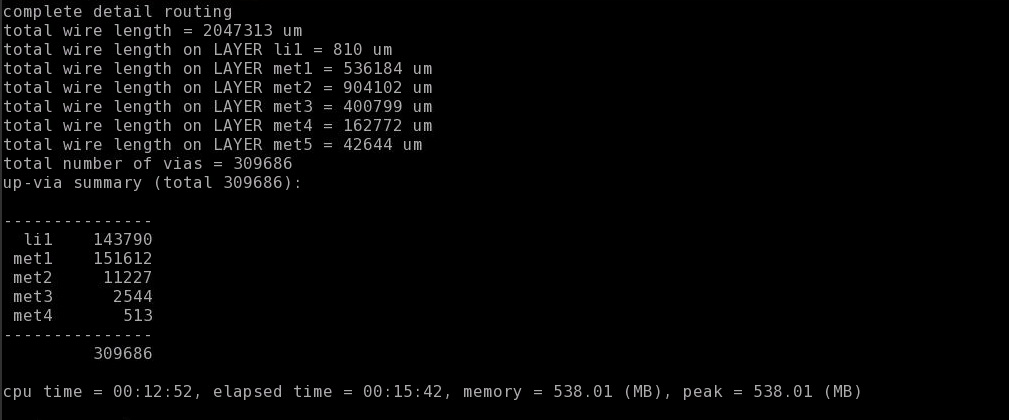 complete detail routing
total wire length = 2047313 um
total wire length on LAYER li1 = 810 um
total wire length on LAYER met1 = 536184 um
total wire length on LAYER met2 = 904102 um
total wire length on LAYER met3 = 400799 um
total wire length on LAYER met4 = 162772 um
total wire length on LAYER met5 = 42644 um
total number of vias = 309686
up-via summary (total 309686):
---------------
li1    143790
met1    151612
met2     11227
met3      2544
met4       513
---------------
309686
cpu time = 00:12:52, elapsed time = 00:15:42, memory = 538.01 (MB), peak = 538.01 (MB)